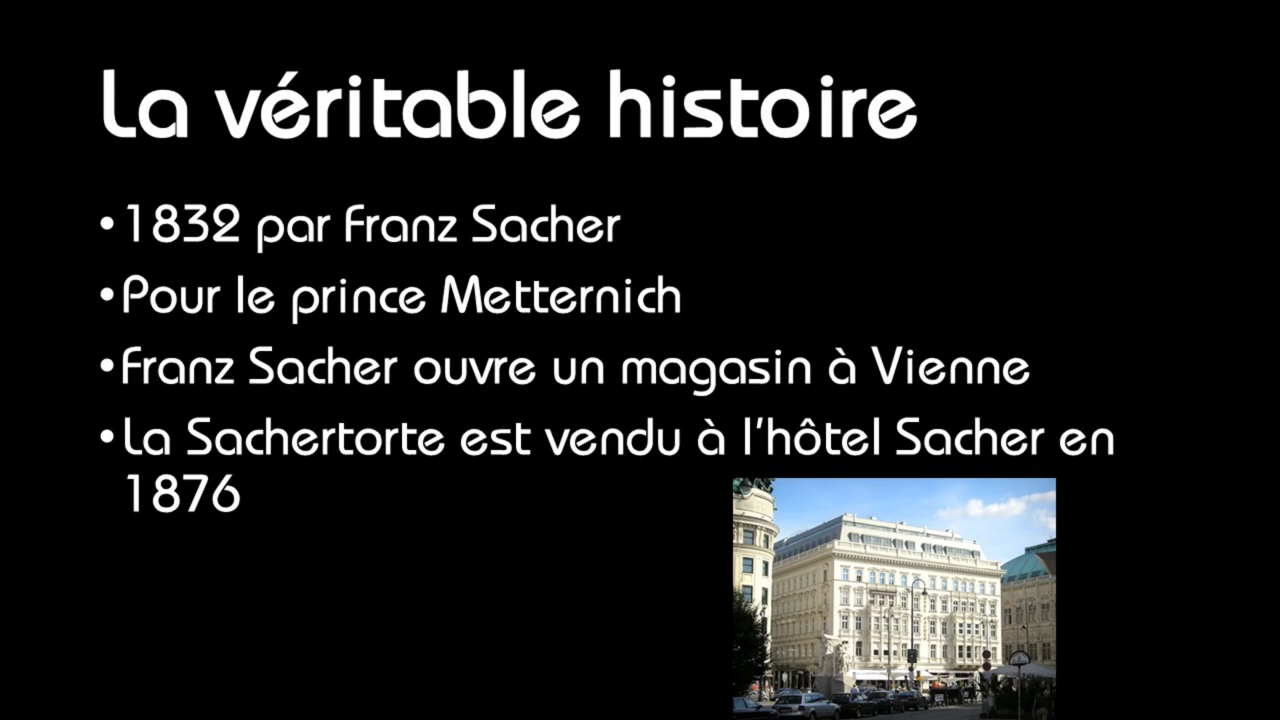 La véritable histoire
•1832 par Franz Sacher
•Pour le prince Metternich
•Franz Sacher ouvre un magasin à Vienne
•La Sachertorte est vendu à l'hôtel Sacher en
1876